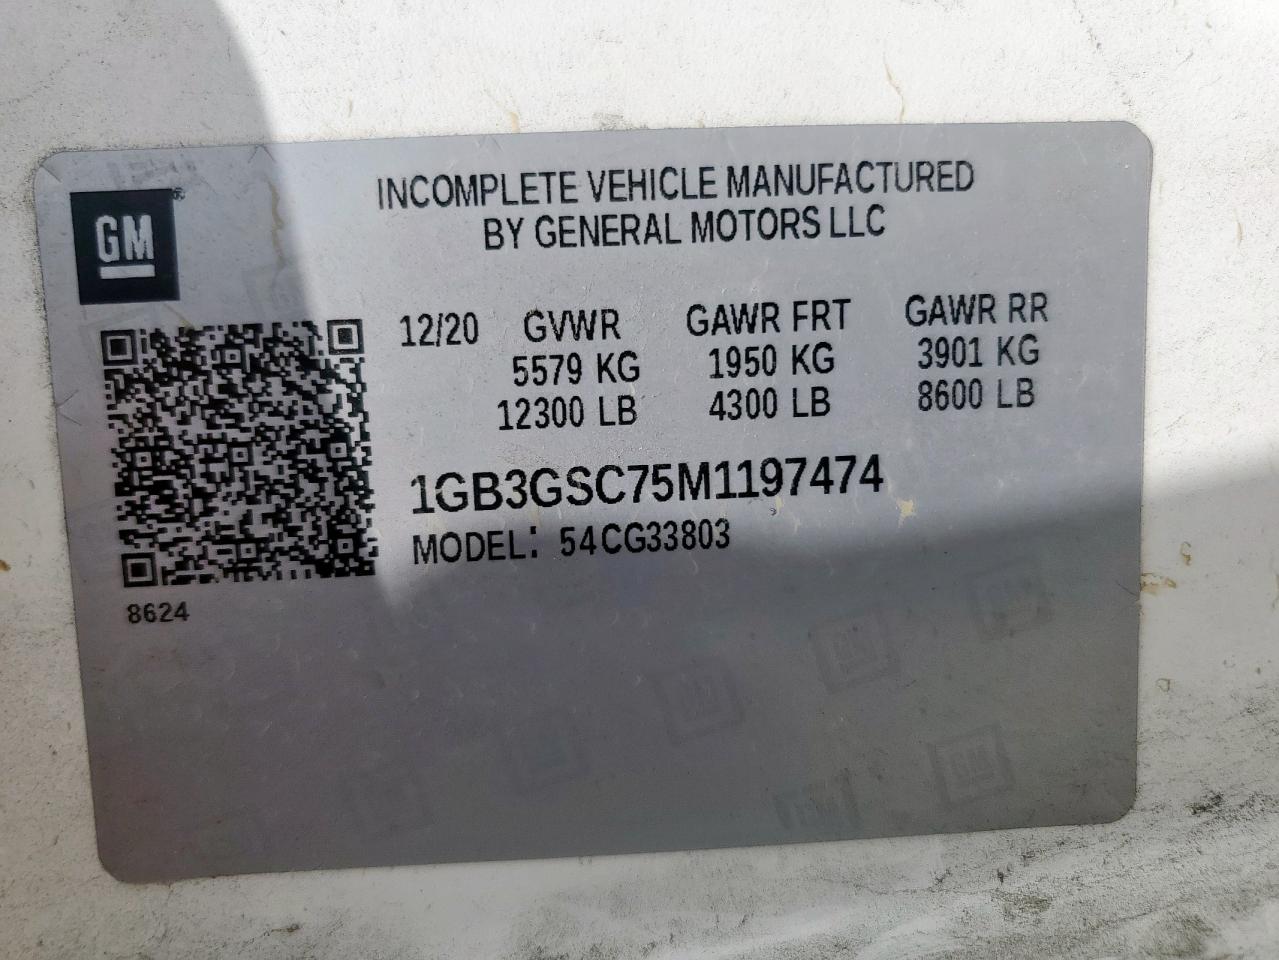 GM
INCOMPLETE VEHICLE MANUFACTURED
BY GENERAL MOTORS LLC
12/20 GVWR GAWR FRT GAWR RR
5579 KG 1950 KG 3901 KG
12300 LB 4300 LB 8600 LB
1GB3GSC75M1197474
MODEL: 54CG33803
8624